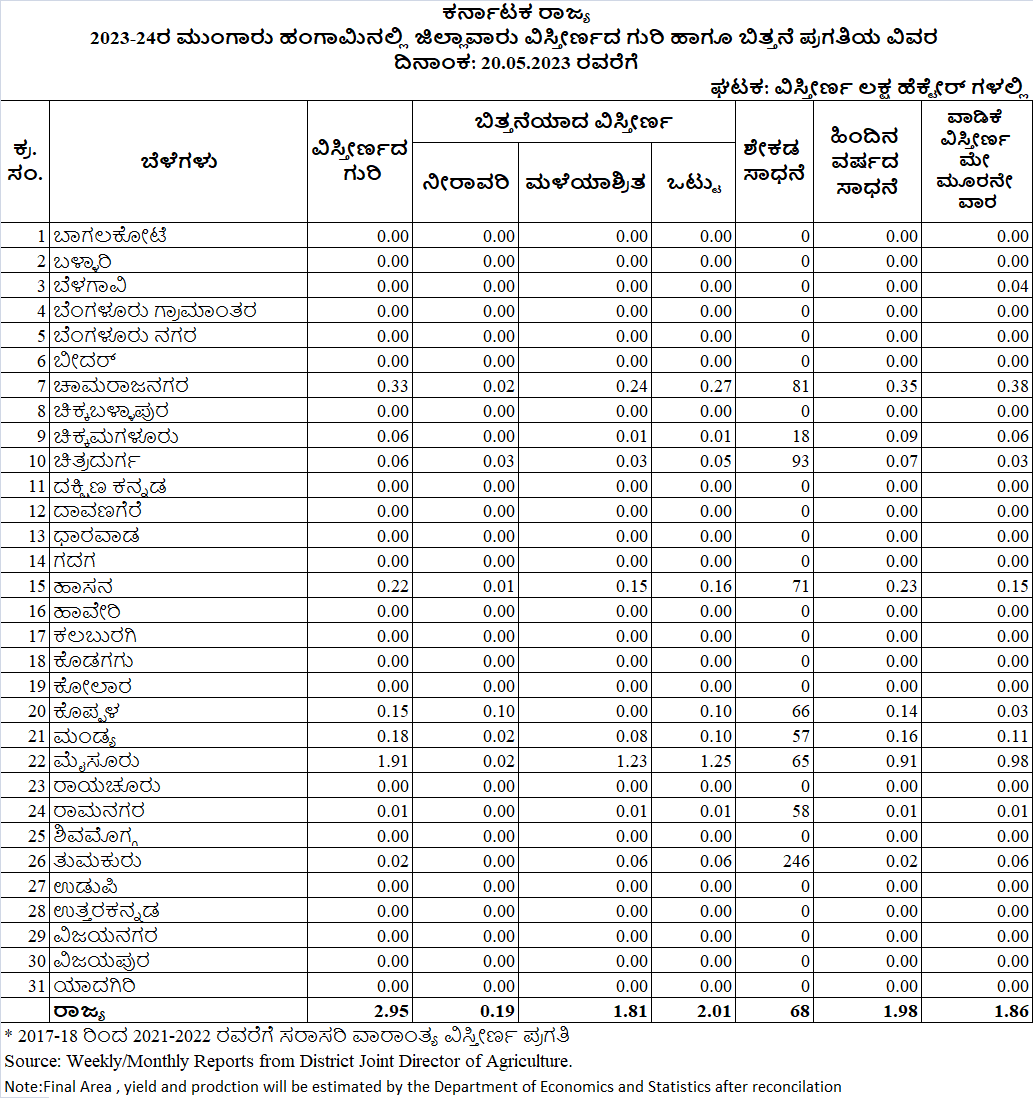 ಕರ್ನಾಟಕ ರಾಜ್ಯ
2023-24ರ ಮುಂಗಾರು ಹಂಗಾಮಿನಲ್ಲಿ ಜಿಲ್ಲಾವಾರು ವಿಸ್ತೀರ್ಣದ ಗುರಿ ಹಾಗೂ ಬಿತ್ತನೆ ಪ್ರಗತಿಯ ವಿವರ
ದಿನಾಂಕ: 20.05.2023 ರವರೆಗೆ
ಘಟಕ: ವಿಸ್ತೀರ್ಣ ಲಕ್ಷ ಹೆಕ್ಟೇರ್ ಗಳಲ್ಲಿ
ಕ್ರ. ಸಂ. ಬೆಳೆಗಳು ವಿಸ್ತೀರ್ಣದ ಗುರಿ ಬಿತ್ತನೆಯಾದ ವಿಸ್ತೀರ್ಣ ಶೇಕಡ ಸಾಧನೆ ಹಿಂದಿನ ವರ್ಷದ ಸಾಧನೆ ವಾಡಿಕೆ ವಿಸ್ತೀರ್ಣ ಮೇ ಮೂರನೇ ವಾರ
ನೀರಾವರಿ ಮಳೆಯಾಶ್ರಿತ ಒಟ್ಟು
1 ಬಾಗಲಕೋಟೆ 0.00 0.00 0.00 0.00 0 0.00 0.00
2 ಬಳ್ಳಾರಿ 0.00 0.00 0.00 0.00 0 0.00 0.00
3 ಬೆಳಗಾವಿ 0.00 0.00 0.00 0.00 0 0.00 0.04
4 ಬೆಂಗಳೂರು ಗ್ರಾಮಾಂತರ 0.00 0.00 0.00 0.00 0 0.00 0.00
5 ಬೆಂಗಳೂರು ನಗರ 0.00 0.00 0.00 0.00 0 0.00 0.00
6 ಬೀದರ್ 0.00 0.00 0.00 0.00 0 0.00 0.00
7 ಚಾಮರಾಜನಗರ 0.33 0.02 0.24 0.27 81 0.35 0.38
8 ಚಿಕ್ಕಬಳ್ಳಾಪುರ 0.00 0.00 0.00 0.00 0 0.00 0.00
9 ಚಿಕ್ಕಮಗಳೂರು 0.06 0.00 0.01 0.01 18 0.09 0.06
10 ಚಿತ್ರದುರ್ಗ 0.06 0.03 0.03 0.05 93 0.07 0.03
11 ದಕ್ಷಿಣ ಕನ್ನಡ 0.00 0.00 0.00 0.00 0 0.00 0.00
12 ದಾವಣಗೆರೆ 0.00 0.00 0.00 0.00 0 0.00 0.00
13 ಧಾರವಾಡ 0.00 0.00 0.00 0.00 0 0.00 0.00
14 ಗದಗ 0.00 0.00 0.00 0.00 0 0.00 0.00
15 ಹಾಸನ 0.22 0.01 0.15 0.16 71 0.23 0.15
16 ಹಾವೇರಿ 0.00 0.00 0.00 0.00 0 0.00 0.00
17 ಕಲಬುರಗಿ 0.00 0.00 0.00 0.00 0 0.00 0.00
18 ಕೊಡಗಗು 0.00 0.00 0.00 0.00 0 0.00 0.00
19 ಕೋಲಾರ 0.00 0.00 0.00 0.00 0 0.00 0.00
20 ಕೊಪ್ಪಳ 0.15 0.10 0.00 0.10 66 0.14 0.03
21 ಮಂಡ್ಯ 0.18 0.02 0.08 0.10 57 0.16 0.11
22 ಮೈಸೂರು 1.91 0.02 1.23 1.25 65 0.91 0.98
23 ರಾಯಚೂರು 0.00 0.00 0.00 0.00 0 0.00 0.00
24 ರಾಮನಗರ 0.01 0.00 0.01 0.01 58 0.01 0.01
25 ಶಿವಮೊಗ್ಗ 0.00 0.00 0.00 0.00 0 0.00 0.00
26 ತುಮಕುರು 0.02 0.00 0.06 0.06 246 0.02 0.06
27 ಉಡುಪಿ 0.00 0.00 0.00 0.00 0 0.00 0.00
28 ಉತ್ತರಕನ್ನಡ 0.00 0.00 0.00 0.00 0 0.00 0.00
29 ವಿಜಯನಗರ 0.00 0.00 0.00 0.00 0 0.00 0.00
30 ವಿಜಯಪುರ 0.00 0.00 0.00 0.00 0 0.00 0.00
31 ಯಾದಗಿರಿ 0.00 0.00 0.00 0.00 0 0.00 0.00
ರಾಜ್ಯ 2.95 0.19 1.81 2.01 68 1.98 1.86
* 2017-18 ರಿಂದ 2021-2022 ರವರೆಗೆ ಸರಾಸರಿ ವಾರಾಂತ್ಯ ವಿಸ್ತೀರ್ಣ ಪ್ರಗತಿ
Source: Weekly/Monthly Reports from District Joint Director of Agriculture.
Note:Final Area , yield and prodction will be estimated by the Department of Economics and Statistics after reconcilation